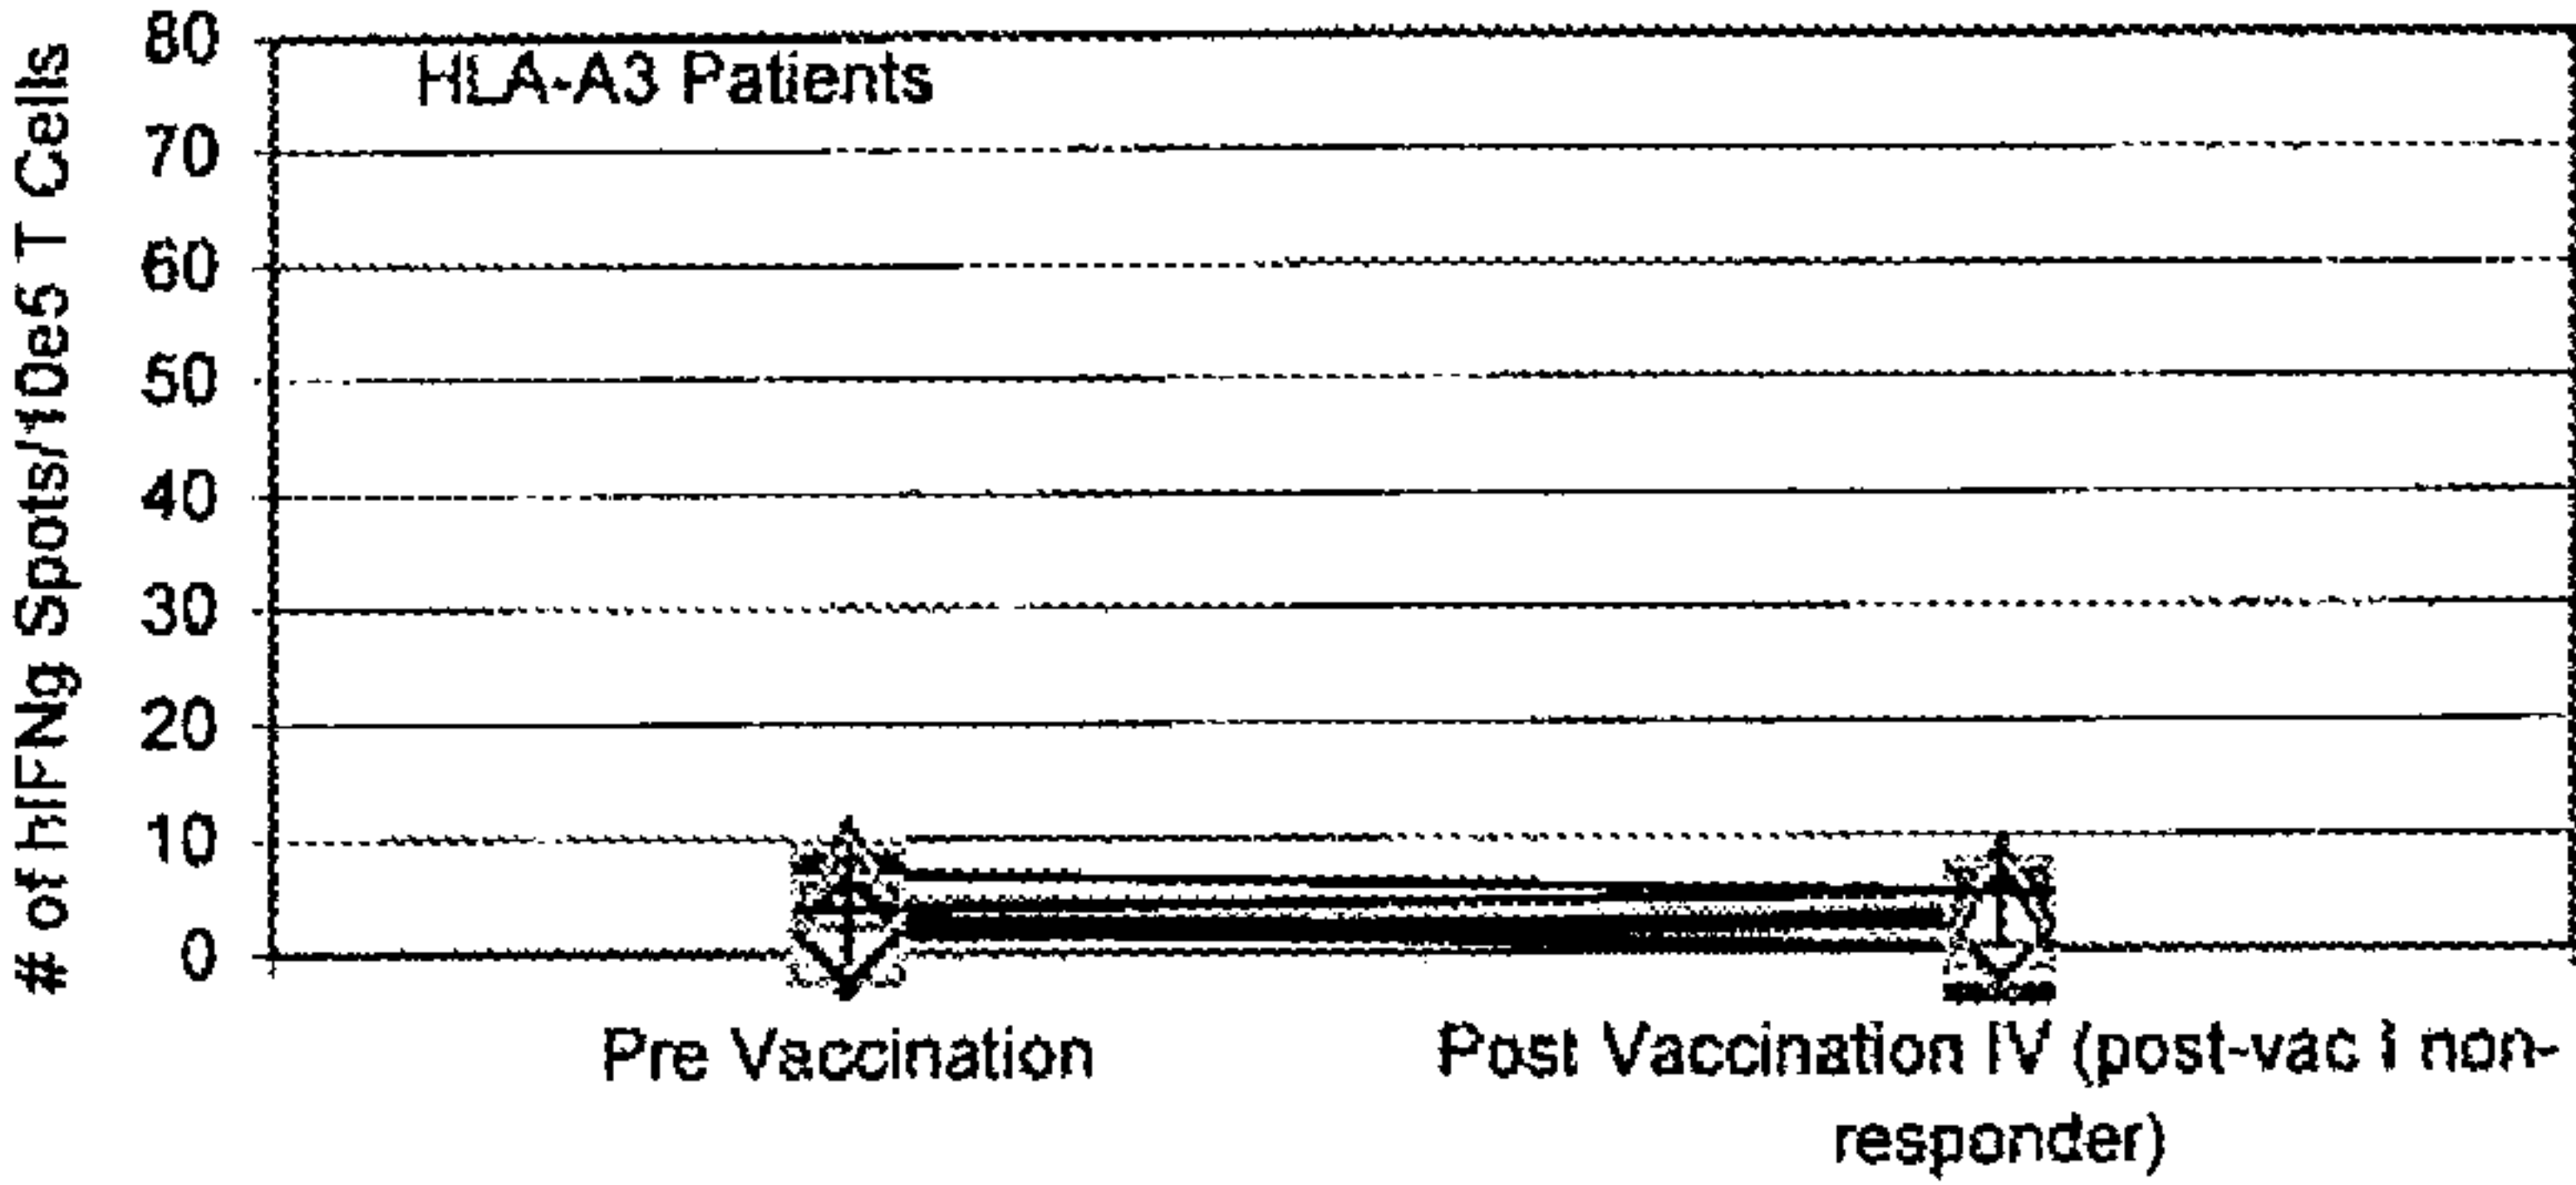 # of hIFNg Spots/10e5 T Cells
80
70
60
50
40
30
20
10
0
HLA-A3 Patients
Pre Vaccination
Post Vaccination IV (post-vac I non-
responder)